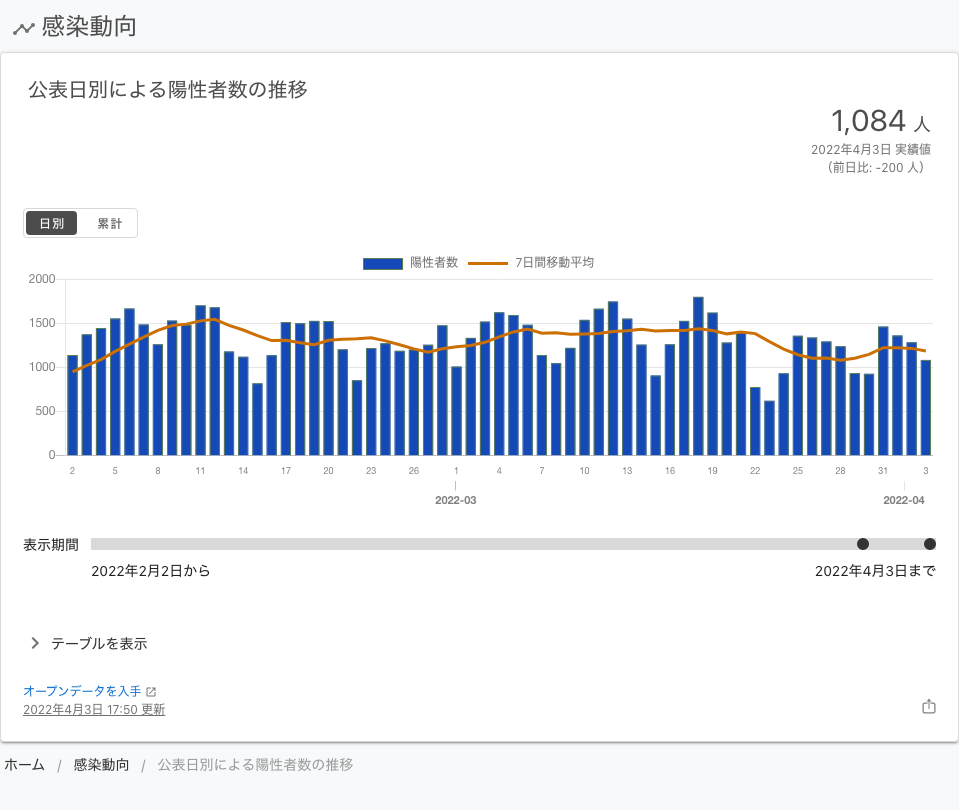 感染動向
公表日別による陽性者数の推移
1,084 人
2022年4月3日 実績値
（前日比: -200 人）
日別 累計
陽性者数 7日間移動平均
2000
1500
1000
500
0
2 5 8 11 14 17 20 23 26 1 4 7 10 13 16 19 22 25 28 31 3
2022-03 2022-04
表示期間
2022年2月2日から 2022年4月3日まで
テーブルを表示
オープンデータを入手
2022年4月3日 17:50 更新
ホーム / 感染動向 / 公表日別による陽性者数の推移